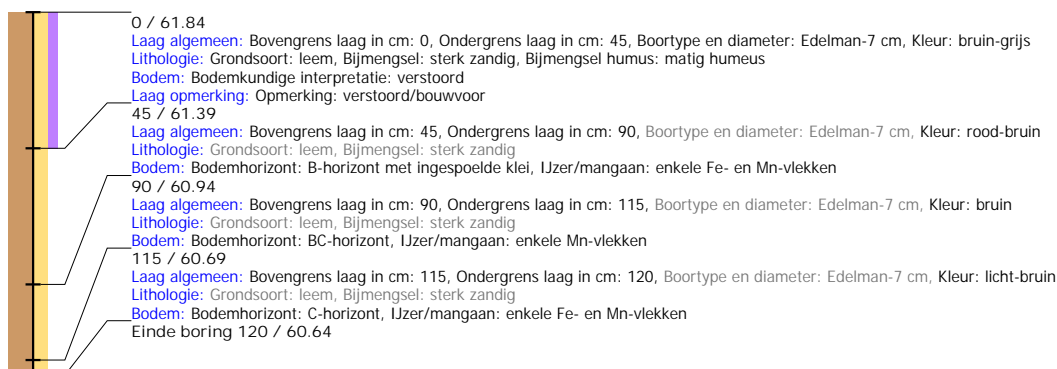 0 / 61.84
Laag algemeen: Bovengrens laag in cm: 0, Ondergrens laag in cm: 45, Boortype en diameter: Edelman-7 cm, Kleur: bruin-grijs
Lithologie: Grondsoort: leem, Bijmengsel: sterk zandig, Bijmengsel humus: matig humeus
Bodem: Bodemkundige interpretatie: verstoord
Laag opmerking: Opmerking: verstoord/bouwvoor
45 / 61.39
Laag algemeen: Bovengrens laag in cm: 45, Ondergrens laag in cm: 90, Boortype en diameter: Edelman-7 cm, Kleur: rood-bruin
Lithologie: Grondsoort: leem, Bijmengsel: sterk zandig
Bodem: Bodemhorizont: B-horizont met ingespoelde klei, IJzer/mangaan: enkele Fe- en Mn-vlekken
90 / 60.94
Laag algemeen: Bovengrens laag in cm: 90, Ondergrens laag in cm: 115, Boortype en diameter: Edelman-7 cm, Kleur: bruin
Lithologie: Grondsoort: leem, Bijmengsel: sterk zandig
Bodem: Bodemhorizont: BC-horizont, IJzer/mangaan: enkele Mn-vlekken
115 / 60.69
Laag algemeen: Bovengrens laag in cm: 115, Ondergrens laag in cm: 120, Boortype en diameter: Edelman-7 cm, Kleur: licht-bruin
Lithologie: Grondsoort: leem, Bijmengsel: sterk zandig
Bodem: Bodemhorizont: C-horizont, IJzer/mangaan: enkele Fe- en Mn-vlekken
Einde boring 120 / 60.64